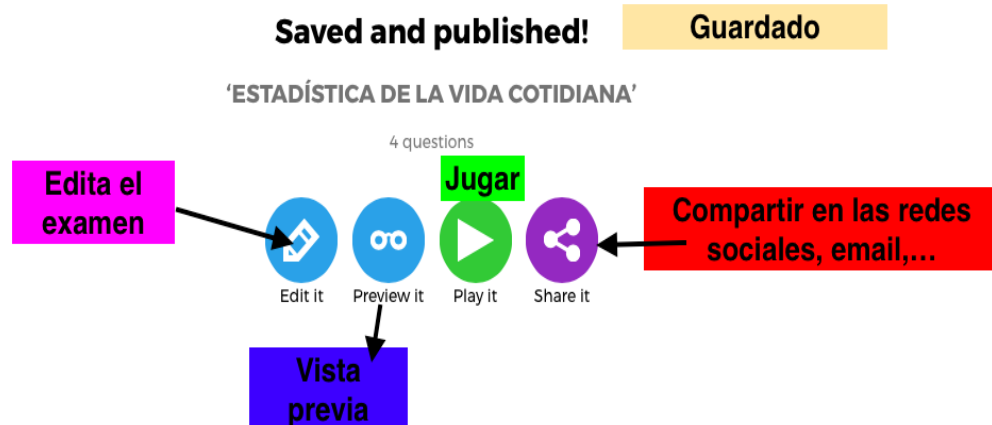 Saved and published!
Guardado
‘ESTADÍSTICA DE LA VIDA COTIDIANA’
4 questions
Edita el
examen
Jugar
Compartir en las redes
sociales, email,...
Edit it
Preview it
Play it
Share it
Vista
previa